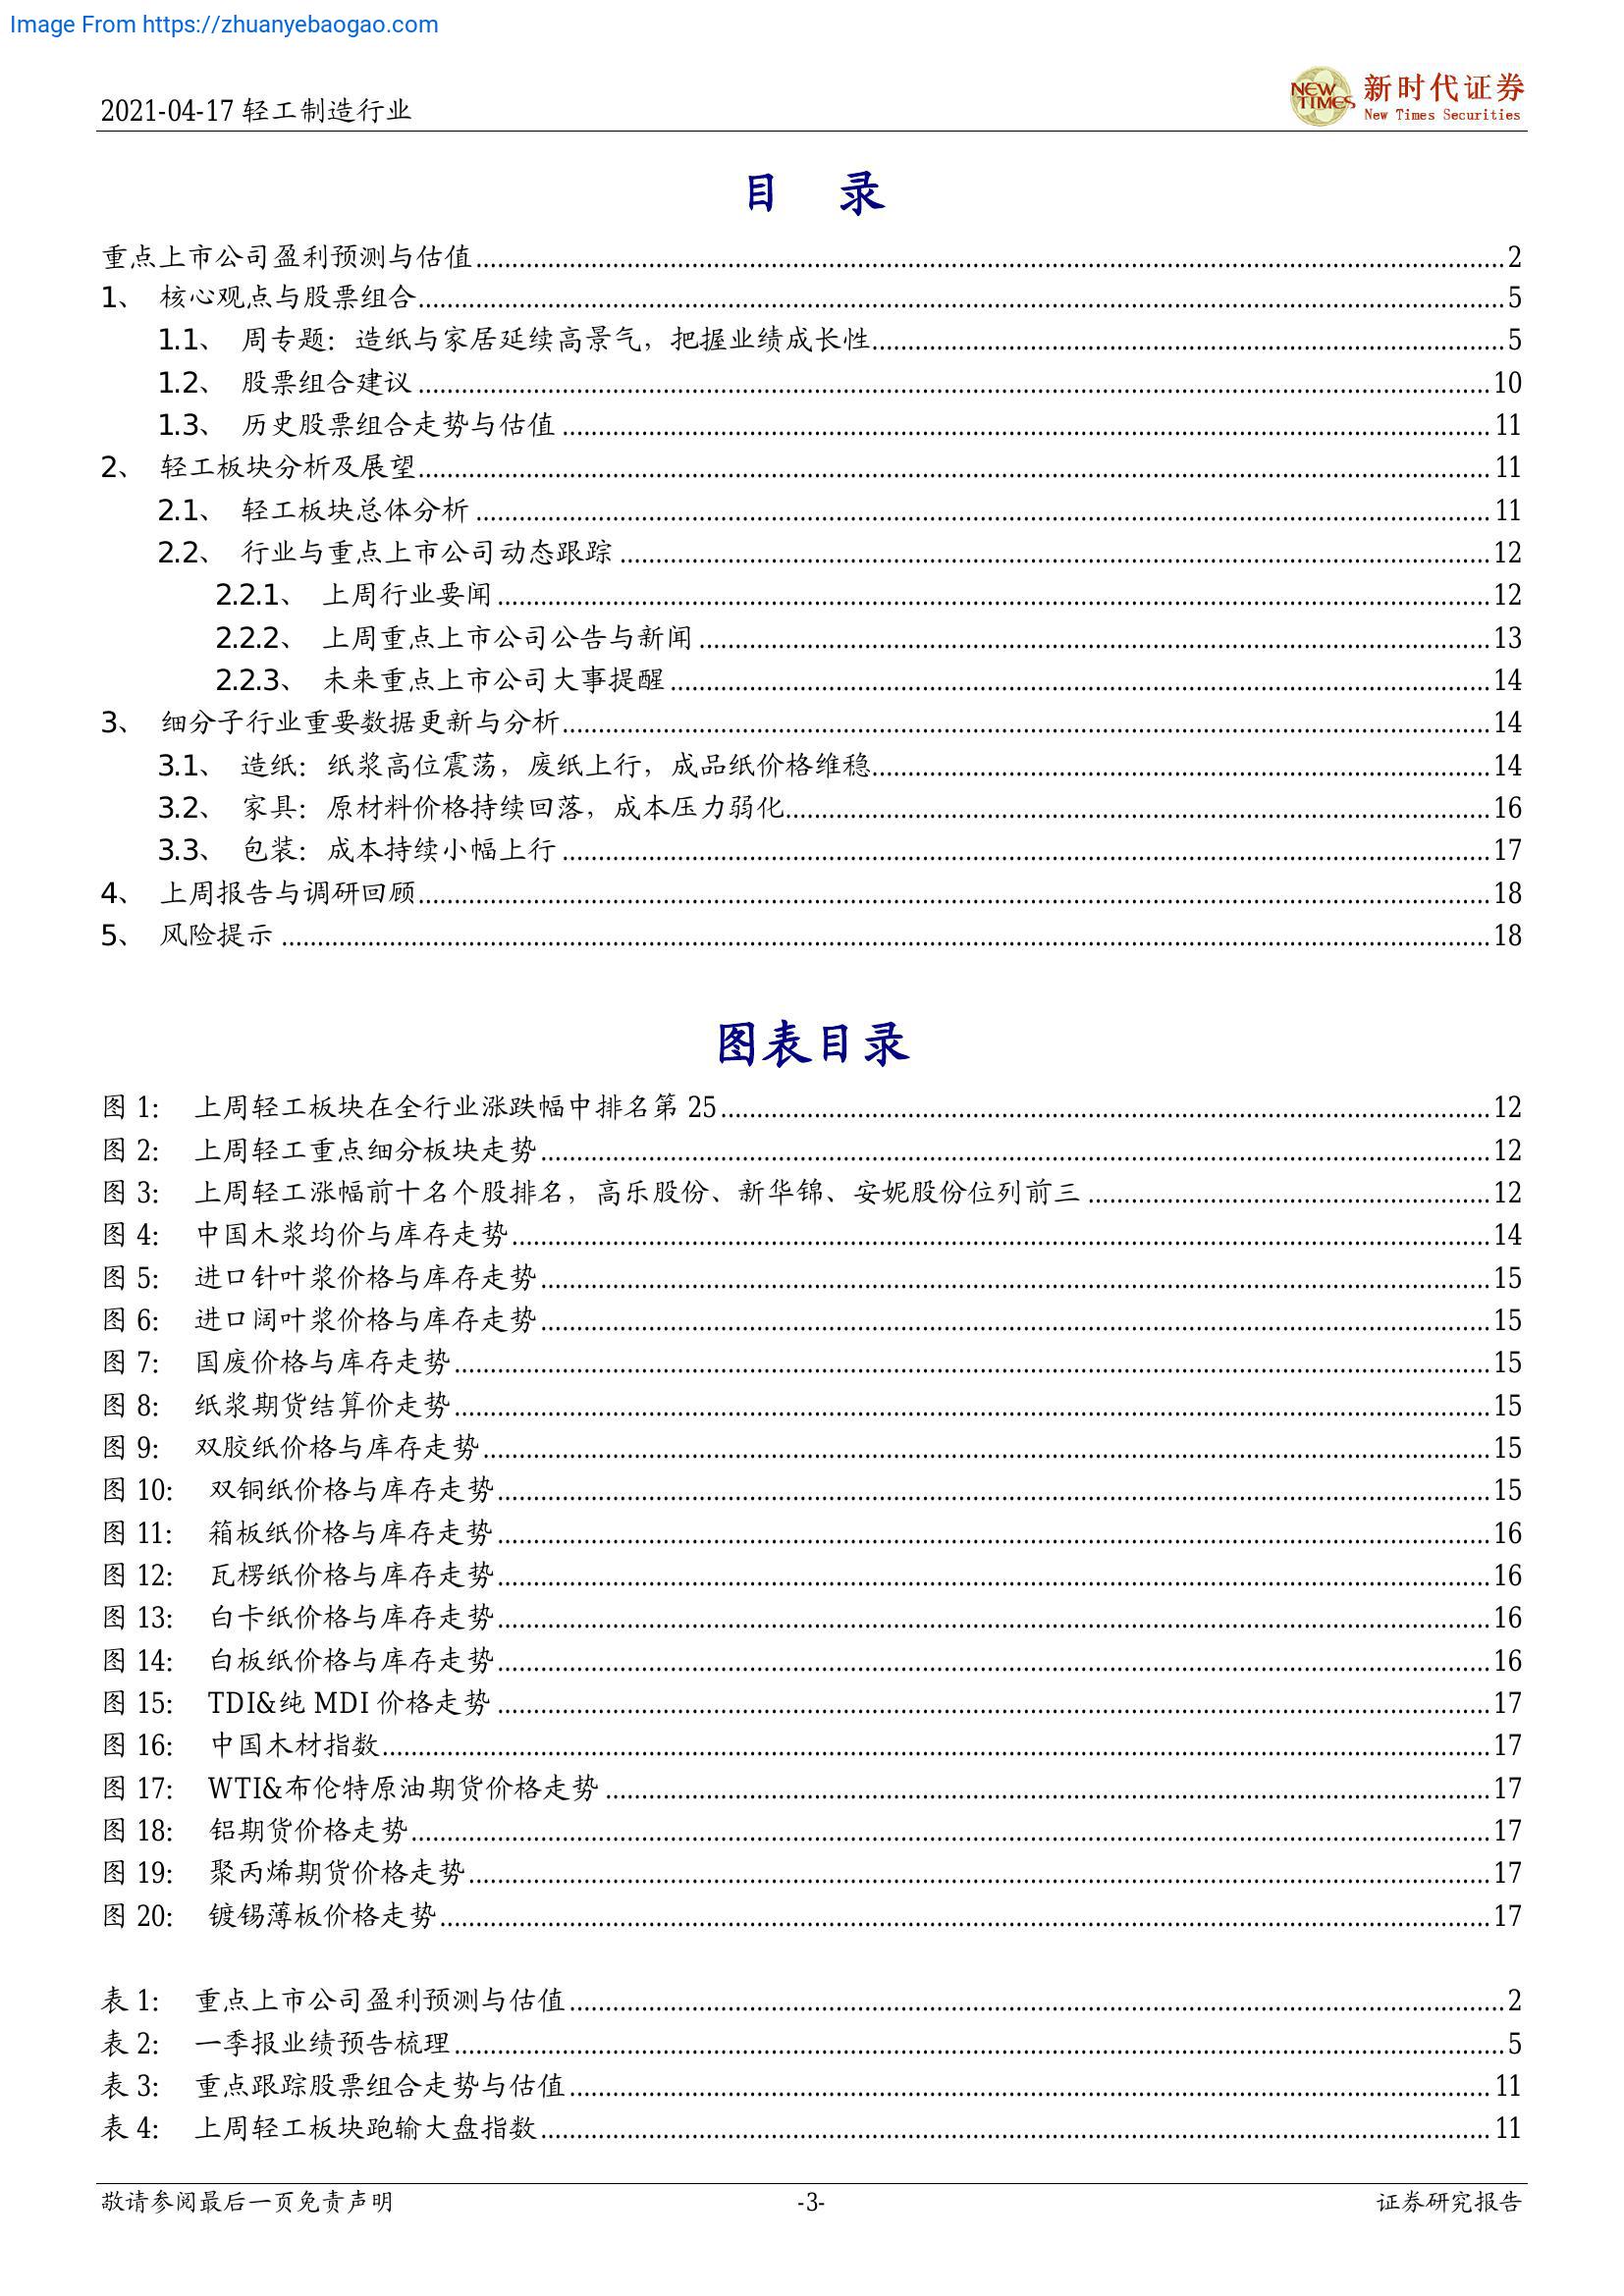 Image From https://zhuanyebaogao.com
2021-04-17 轻工制造行业
NEW TIMES 新时代证券
New Times Securities
目 录
重点上市公司盈利预测与估值 2
1、 核心观点与股票组合 5
1.1、 周专题：造纸与家居延续高景气，把握业绩成长性 5
1.2、 股票组合建议 10
1.3、 历史股票组合走势与估值 11
2、 轻工板块分析及展望 11
2.1、 轻工板块总体分析 11
2.2、 行业与重点上市公司动态跟踪 12
2.2.1、 上周行业要闻 12
2.2.2、 上周重点上市公司公告与新闻 13
2.2.3、 未来重点上市公司大事提醒 14
3、 细分子行业重要数据更新与分析 14
3.1、 造纸：纸浆高位震荡，废纸上行，成品纸价格维稳 14
3.2、 家具：原材料价格持续回落，成本压力弱化 16
3.3、 包装：成本持续小幅上行 17
4、 上周报告与调研回顾 18
5、 风险提示 18
图表目录
图 1： 上周轻工板块在全行业涨跌幅中排名第 25 12
图 2： 上周轻工重点细分板块走势 12
图 3： 上周轻工涨幅前十名个股排名，高乐股份、新华锦、安妮股份位列前三 12
图 4： 中国木浆均价与库存走势 14
图 5： 进口针叶浆价格与库存走势 15
图 6： 进口阔叶浆价格与库存走势 15
图 7： 国废价格与库存走势 15
图 8： 纸浆期货结算价走势 15
图 9： 双胶纸价格与库存走势 15
图 10： 双铜纸价格与库存走势 15
图 11： 箱板纸价格与库存走势 16
图 12： 瓦楞纸价格与库存走势 16
图 13： 白卡纸价格与库存走势 16
图 14： 白板纸价格与库存走势 16
图 15： TDI&纯 MDI 价格走势 17
图 16： 中国木材指数 17
图 17： WTI&布伦特原油期货价格走势 17
图 18： 铝期货价格走势 17
图 19： 聚丙烯期货价格走势 17
图 20： 镀锡薄板价格走势 17
表 1： 重点上市公司盈利预测与估值 2
表 2： 一季报业绩预告梳理 5
表 3： 重点跟踪股票组合走势与估值 11
表 4： 上周轻工板块跑输大盘指数 11
敬请参阅最后一页免责声明 -3- 证券研究报告